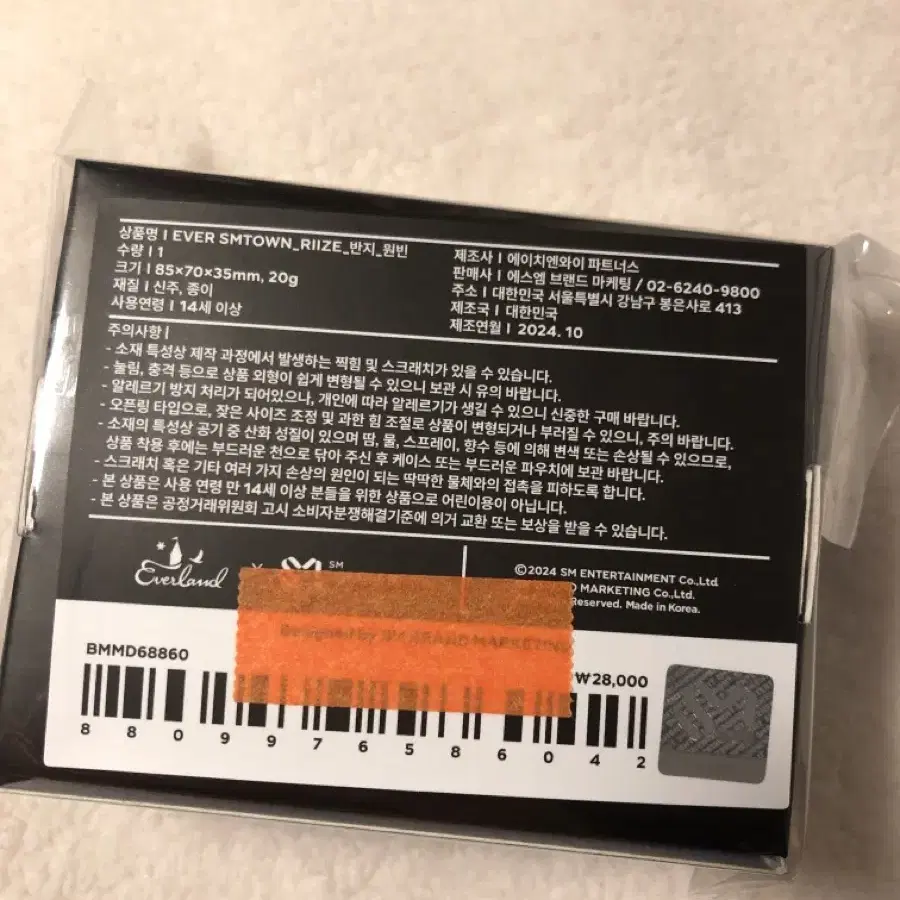 상품명 | EVER SMTOWN_RIIZE_반지_원빈
수량 | 1
크기 | 85×70×35mm, 20g
재질 | 신주, 종이
사용연령 | 14세 이상
제조사 | 에이치엔와이 파트너스
판매사 | 에스엠 브랜드 마케팅 / 02-6240-9800
주소 | 대한민국 서울특별시 강남구 봉은사로 413
제조국 | 대한민국
제조연월 | 2024. 10
주의사항 |
- 소재 특성상 제작 과정에서 발생하는 찍힘 및 스크래치가 있을 수 있습니다.
- 눌림, 충격 등으로 상품 외형이 쉽게 변형될 수 있으니 보관 시 유의 바랍니다.
- 알레르기 방지 처리가 되어있으나, 개인에 따라 알레르기가 생길 수 있으니 신중한 구매 바랍니다.
- 오픈링 타입으로, 잦은 사이즈 조정 및 과한 힘 조절로 상품이 변형되거나 부러질 수 있으니, 주의 바랍니다.
- 소재의 특성상 공기 중 산화 성질이 있으며 땀, 물, 스프레이, 향수 등에 의해 변색 또는 손상될 수 있으므로,
상품 착용 후에는 부드러운 천으로 닦아 주신 후 케이스 또는 부드러운 파우치에 보관 바랍니다.
- 스크래치 혹은 기타 여러 가지 손상의 원인이 되는 딱딱한 물체와의 접촉을 피하도록 합니다.
- 본 상품은 사용 연령 만 14세 이상 분들을 위한 상품으로 어린이용이 아닙니다.
- 본 상품은 공정거래위원회 고시 소비자분쟁해결기준에 의거 교환 또는 보상을 받을 수 있습니다.
Everland X SM
©2024 SM ENTERTAINMENT Co.,Ltd
MARKETING Co.,Ltd.
Reserved. Made in Korea.
Designed by SM BRAND MARKETING
BMMD68860
₩28,000
8 809976 586042